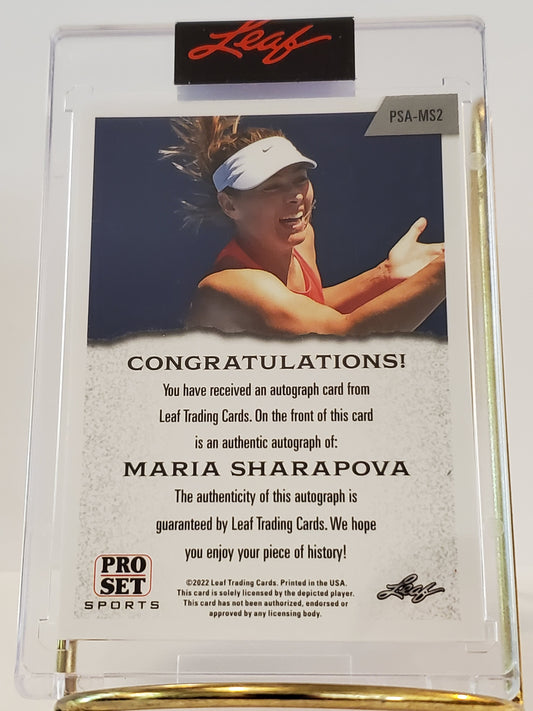 Leaf
PSA-MS2
CONGRATULATIONS!
You have received an autograph card from
Leaf Trading Cards. On the front of this card
is an authentic autograph of:
MARIA SHARAPOVA
The authenticity of this autograph is
guaranteed by Leaf Trading Cards. We hope
you enjoy your piece of history!
PRO
SET
SPORTS
©2022 Leaf Trading Cards. Printed in the USA.
This card is solely licensed by the depicted player.
This card has not been authorized, endorsed or
approved by any licensing body.
Leaf